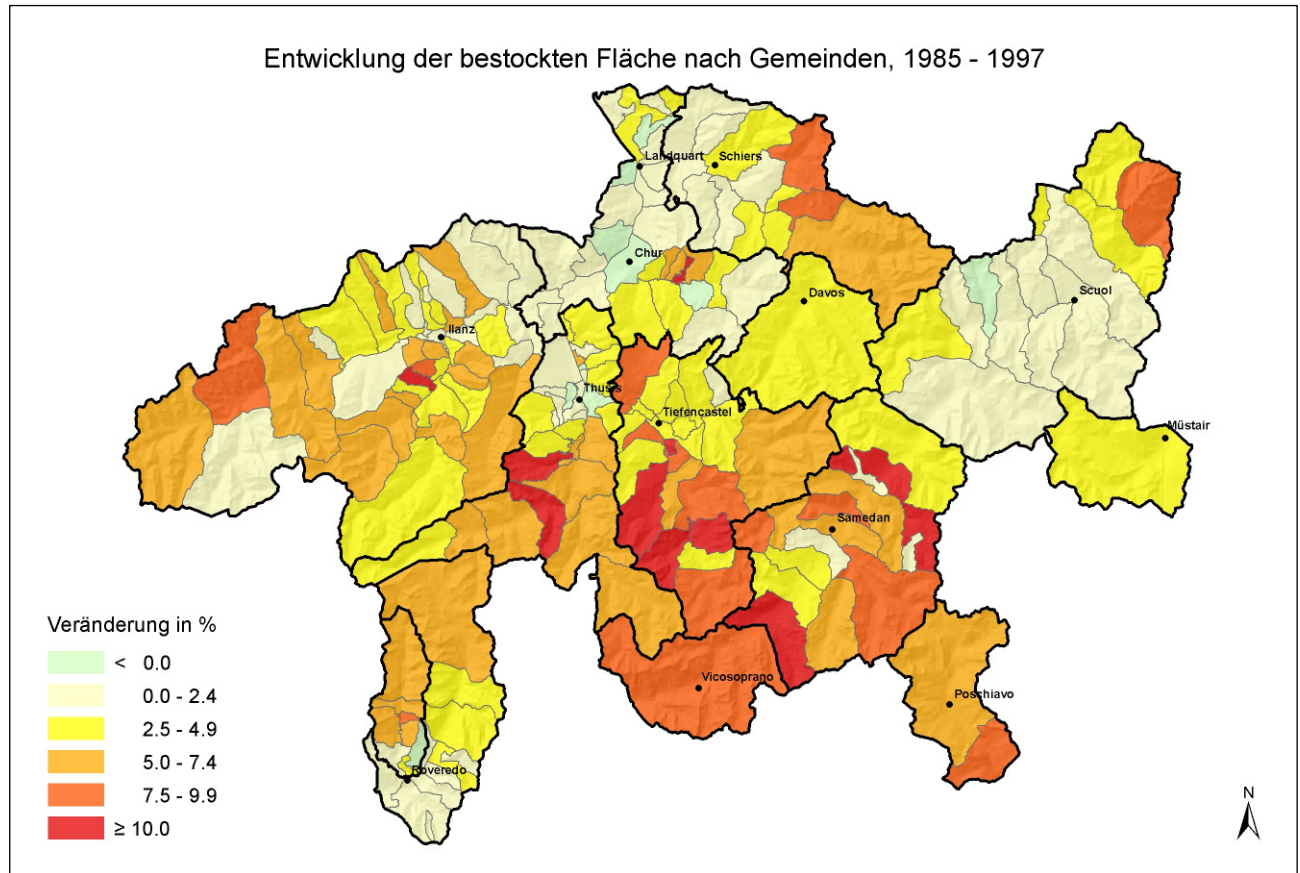 Entwicklung der bestockten Fläche nach Gemeinden, 1985 - 1997
Landquart
Schiers
Chur
Davos
Scuol
Ilanz
Thusis
Tiefencastel
Müstair
Samedan
Vicosoprano
Poschiavo
Roveredo
Veränderung in %
< 0.0
0.0 - 2.4
2.5 - 4.9
5.0 - 7.4
7.5 - 9.9
≥ 10.0
N